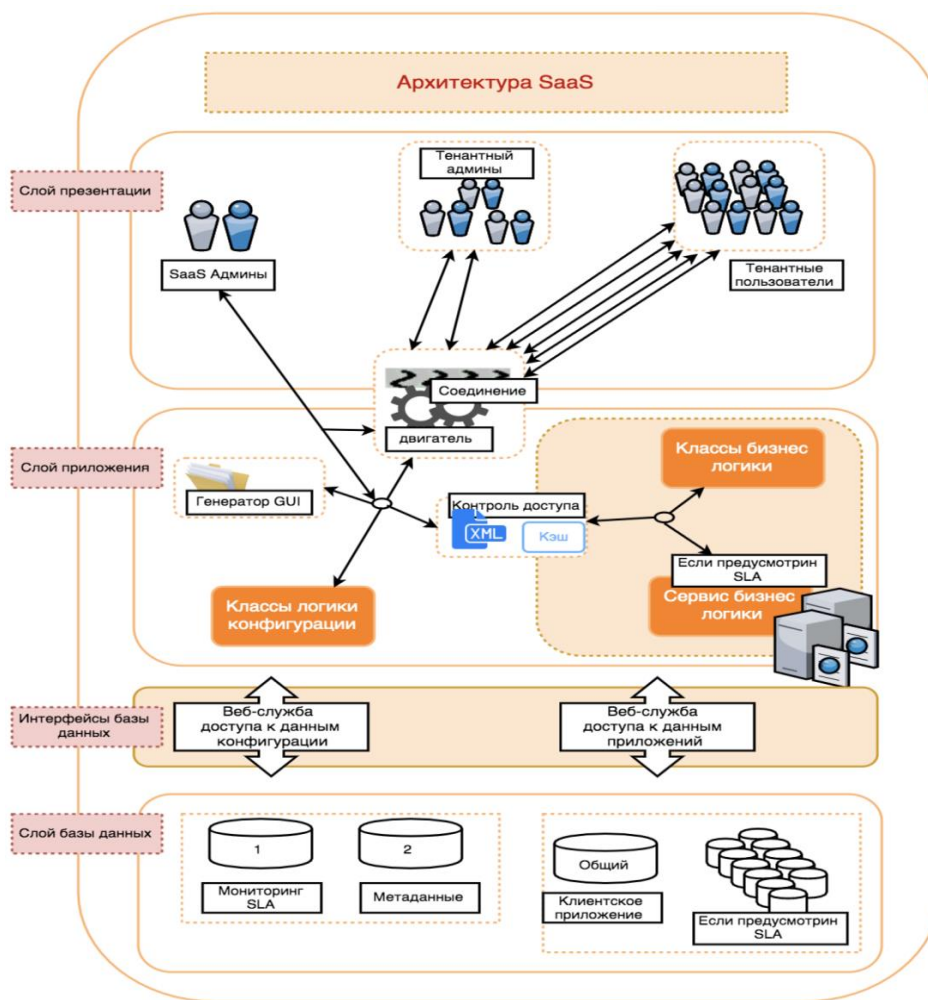 Архитектура SaaS
Слой презентации
Тенантный
админы
SaaS Админы
Тенантные
пользователи
Соединение
двигатель
Слой приложения
Генератор GUI
Контроль доступа
XML
Кэш
Классы бизнес
логики
Если предусмотрин
SLA
Сервис бизнес
логики
Классы логики
конфигурации
Интерфейсы базы
данных
Веб-служба
доступа к данным
конфигурации
Веб-служба
доступа к данным
приложений
Слой базы данных
1
2
Мониторинг
SLA
Метаданные
Общий
Клиентское
приложение
Если предусмотрин
SLA